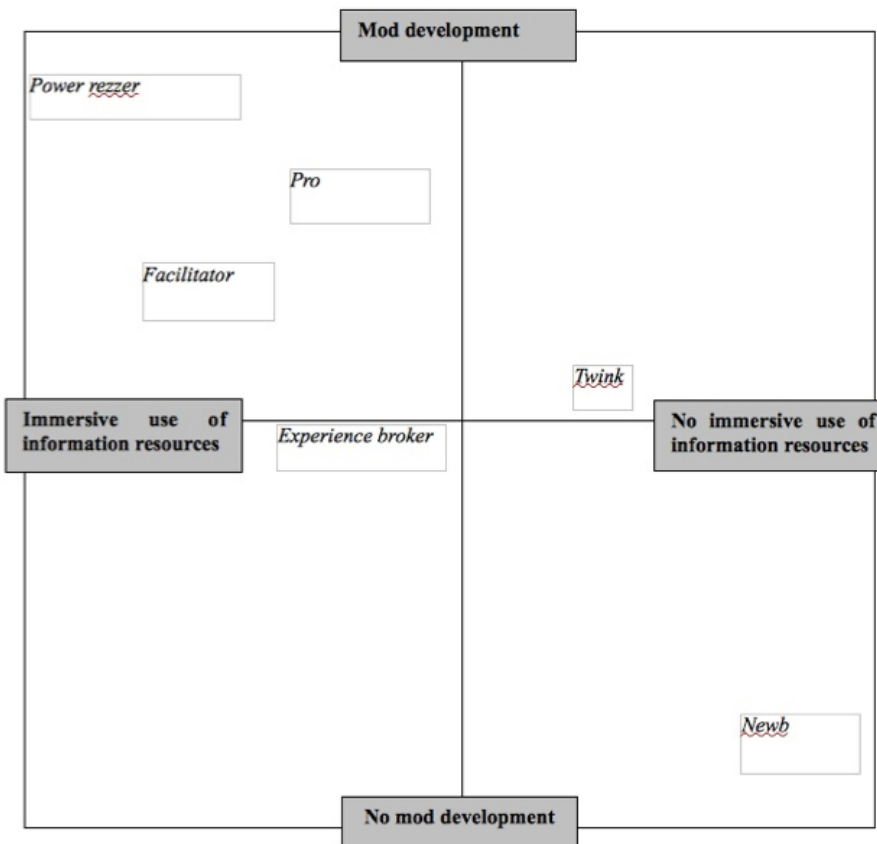 Mod development
Power rezzer
Pro
Facilitator
Twink
Immersive use of
information resources
No immersive use of
information resources
Experience broker
Newb
No mod development